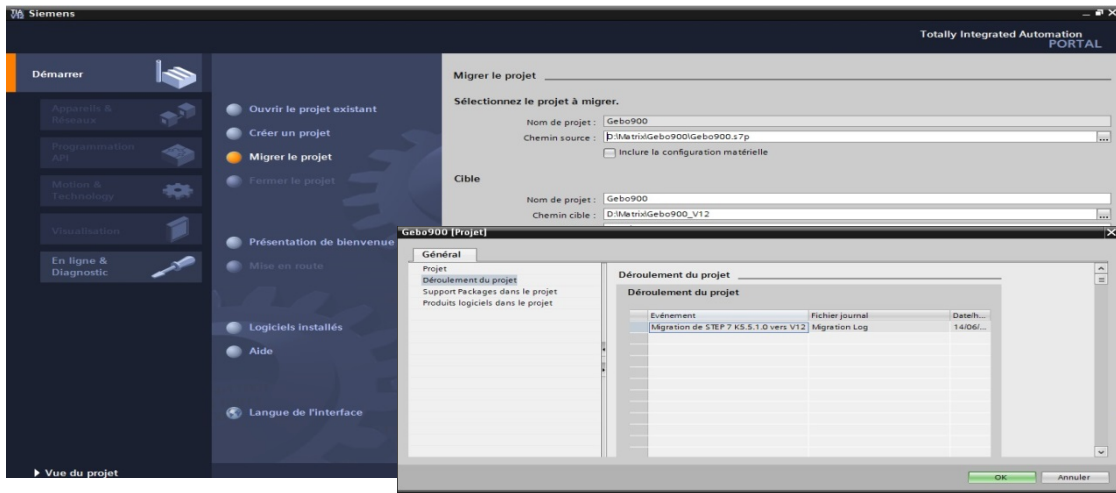 Siemens
Totally Integrated Automation
PORTAL
Démarrer
Appareils &
Réseaux
Programmation
API
Motion &
Technology
Visualisation
En ligne &
Diagnostic
Vue du projet
Ouvrir le projet existant
Créer un projet
Migrer le projet
Fermer le projet
Présentation de bienvenue
Mise en route
Logiciels installés
Aide
Langue de l'interface
Migrer le projet
Sélectionnez le projet à migrer.
Nom de projet : Gebo900
Chemin source : D:\Matrix\Gebo900\Gebo900.s7p
Inclure la configuration matérielle
Cible
Nom de projet : Gebo900
Chemin cible : D:\Matrix\Gebo900_V12
Gebo900 [Projet]
Général
Projet
Déroulement du projet
Support Packages dans le projet
Produits logiciels dans le projet
Déroulement du projet
Déroulement du projet
Evénement Fichier journal Date/h...
Migration de STEP 7 K5.5.1.0 vers V12 Migration Log 14/06/...
OK Annuler